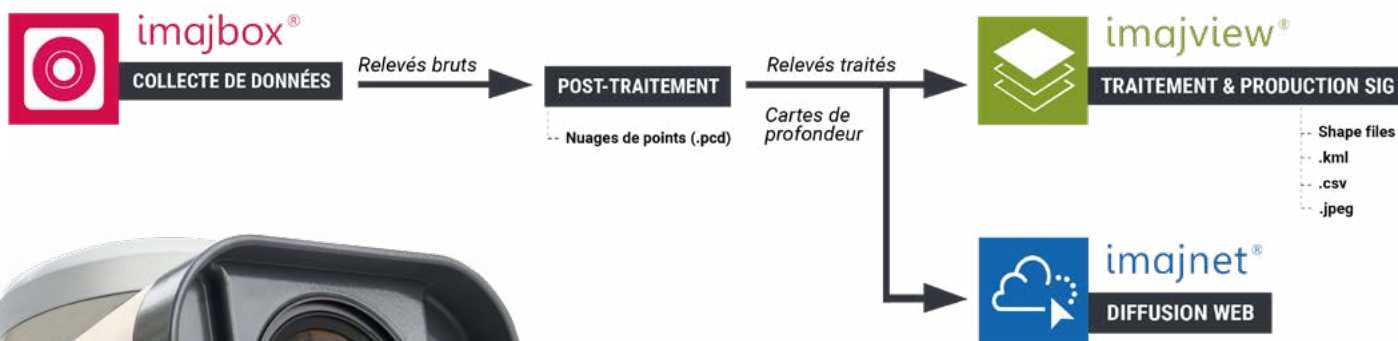 imajbox®
COLLECTE DE DONNÉES
Relevés bruts
POST-TRAITEMENT
Nuages de points (.pcd)
Relevés traités
Cartes de
profondeur
imajview®
TRAITEMENT & PRODUCTION SIG
Shape files
.kml
.csv
.jpeg
imajnet®
DIFFUSION WEB